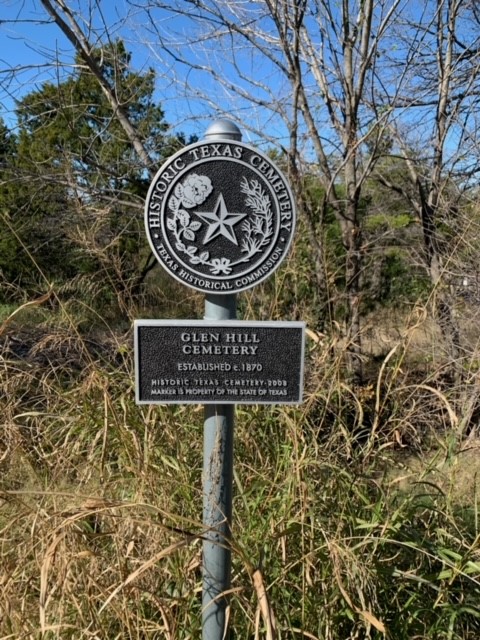 HISTORIC TEXAS CEMETERY
TEXAS HISTORICAL COMMISSION
GLEN HILL
CEMETERY
ESTABLISHED c.1870
HISTORIC TEXAS CEMETERY-2008
MARKER IS PROPERTY OF THE STATE OF TEXAS